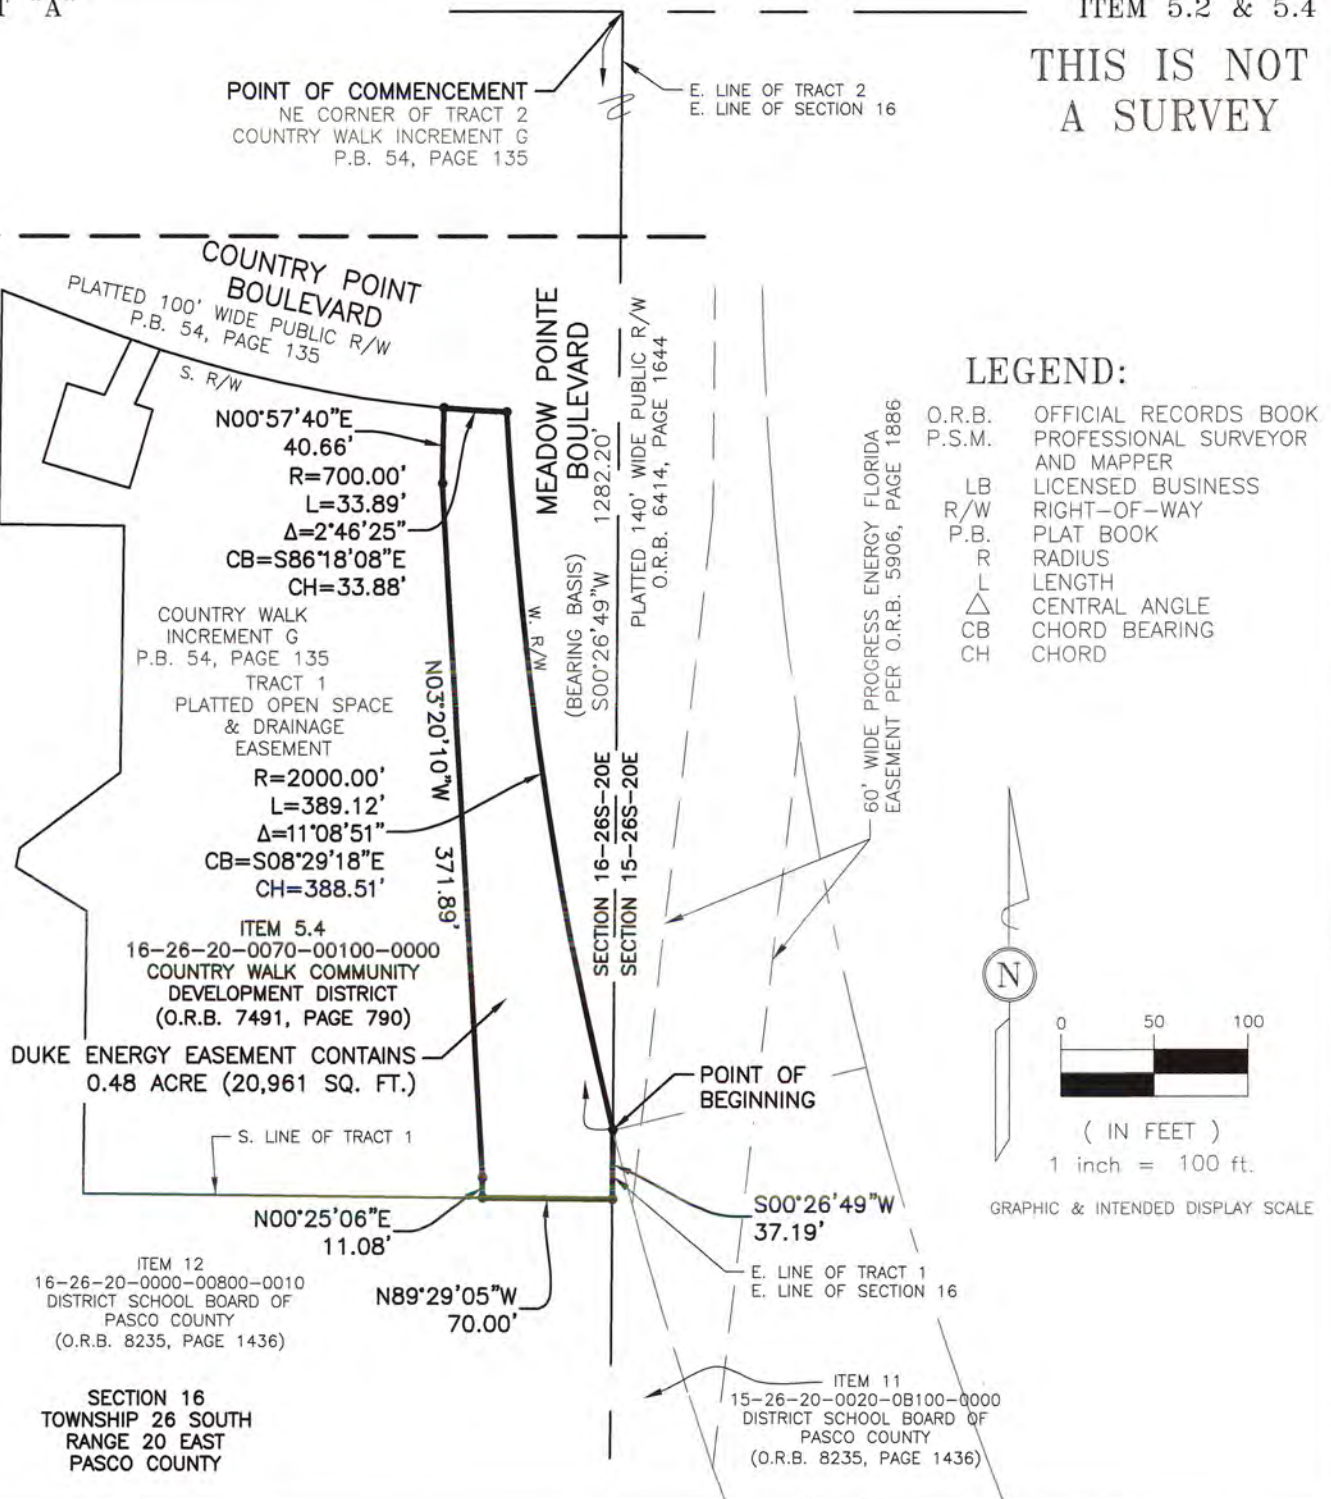 "A"
ITEM 5.2 & 5.4
THIS IS NOT
A SURVEY
POINT OF COMMENCEMENT
NE CORNER OF TRACT 2
COUNTRY WALK INCREMENT G
P.B. 54, PAGE 135
E. LINE OF TRACT 2
E. LINE OF SECTION 16
COUNTRY POINT
BOULEVARD
PLATTED 100' WIDE PUBLIC R/W
P.B. 54, PAGE 135
S. R/W
MEADOW POINTE
BOULEVARD
(BEARING BASIS)
S00°26'49"W 1282.20'
PLATTED 140' WIDE PUBLIC R/W
O.R.B. 6414, PAGE 1644
W. R/W
N00°57'40"E
40.66'
R=700.00'
L=33.89'
Δ=2°46'25"
CB=S86°18'08"E
CH=33.88'
COUNTRY WALK
INCREMENT G
P.B. 54, PAGE 135
TRACT 1
PLATTED OPEN SPACE
& DRAINAGE
EASEMENT
R=2000.00'
L=389.12'
Δ=11°08'51"
CB=S08°29'18"E
CH=388.51'
N03°20'10"W 371.89'
SECTION 16-26S-20E
SECTION 15-26S-20E
60' WIDE PROGRESS ENERGY FLORIDA
EASEMENT PER O.R.B. 5906, PAGE 1886
LEGEND:
O.R.B. OFFICIAL RECORDS BOOK
P.S.M. PROFESSIONAL SURVEYOR
AND MAPPER
LB LICENSED BUSINESS
R/W RIGHT-OF-WAY
P.B. PLAT BOOK
R RADIUS
L LENGTH
△ CENTRAL ANGLE
CB CHORD BEARING
CH CHORD
ITEM 5.4
16-26-20-0070-00100-0000
COUNTRY WALK COMMUNITY
DEVELOPMENT DISTRICT
(O.R.B. 7491, PAGE 790)
DUKE ENERGY EASEMENT CONTAINS
0.48 ACRE (20,961 SQ. FT.)
POINT OF
BEGINNING
N
0 50 100
( IN FEET )
1 inch = 100 ft.
GRAPHIC & INTENDED DISPLAY SCALE
S. LINE OF TRACT 1
N00°25'06"E
11.08'
S00°26'49"W
37.19'
E. LINE OF TRACT 1
E. LINE OF SECTION 16
N89°29'05"W
70.00'
ITEM 12
16-26-20-0000-00800-0010
DISTRICT SCHOOL BOARD OF
PASCO COUNTY
(O.R.B. 8235, PAGE 1436)
ITEM 11
15-26-20-0020-0B100-0000
DISTRICT SCHOOL BOARD OF
PASCO COUNTY
(O.R.B. 8235, PAGE 1436)
SECTION 16
TOWNSHIP 26 SOUTH
RANGE 20 EAST
PASCO COUNTY